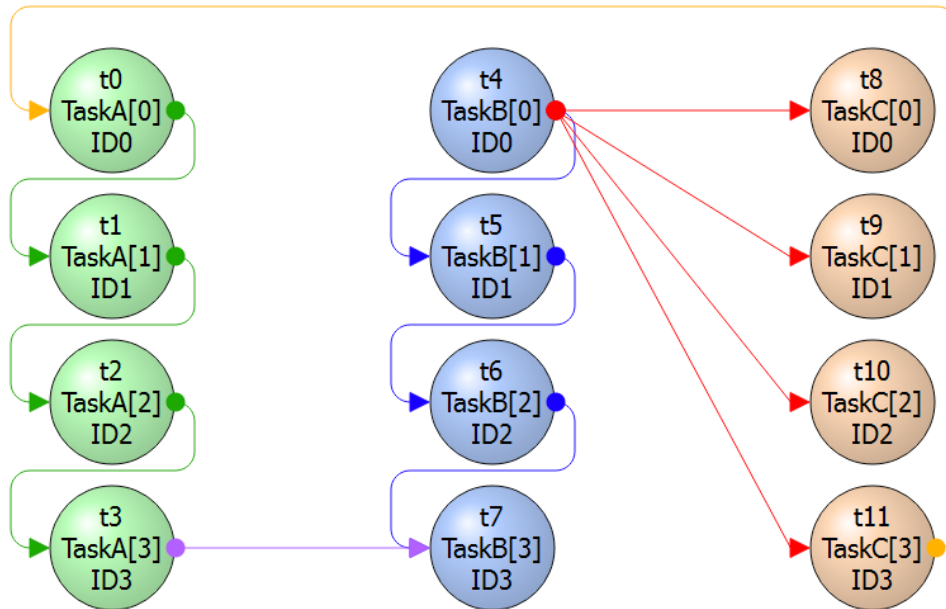 t0
TaskA[0]
ID0
t4
TaskB[0]
ID0
t8
TaskC[0]
ID0
t1
TaskA[1]
ID1
t5
TaskB[1]
ID1
t9
TaskC[1]
ID1
t2
TaskA[2]
ID2
t6
TaskB[2]
ID2
t10
TaskC[2]
ID2
t3
TaskA[3]
ID3
t7
TaskB[3]
ID3
t11
TaskC[3]
ID3